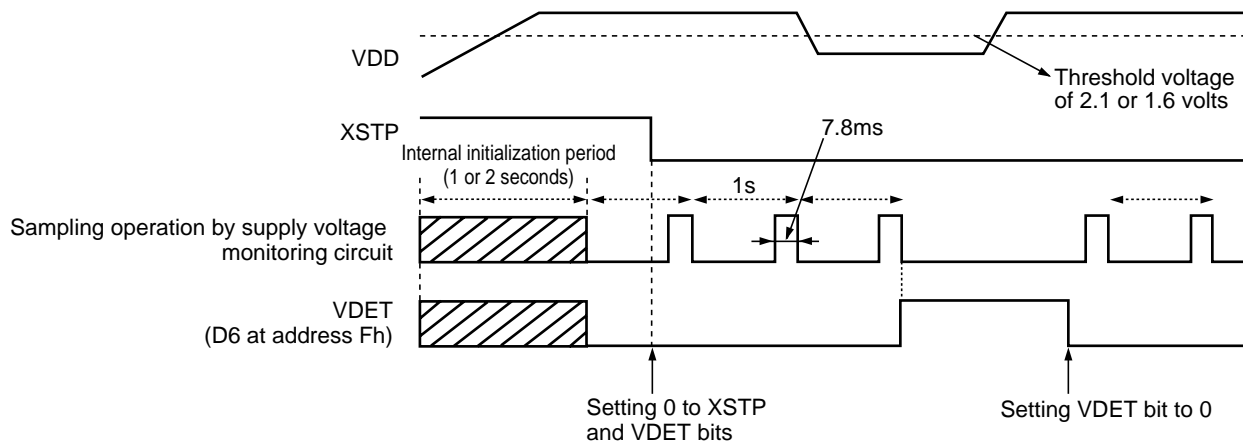 VDD
Threshold voltage
of 2.1 or 1.6 volts
XSTP
7.8ms
Internal initialization period
(1 or 2 seconds)
1s
Sampling operation by supply voltage
monitoring circuit
VDET
(D6 at address Fh)
Setting 0 to XSTP
and VDET bits
Setting VDET bit to 0